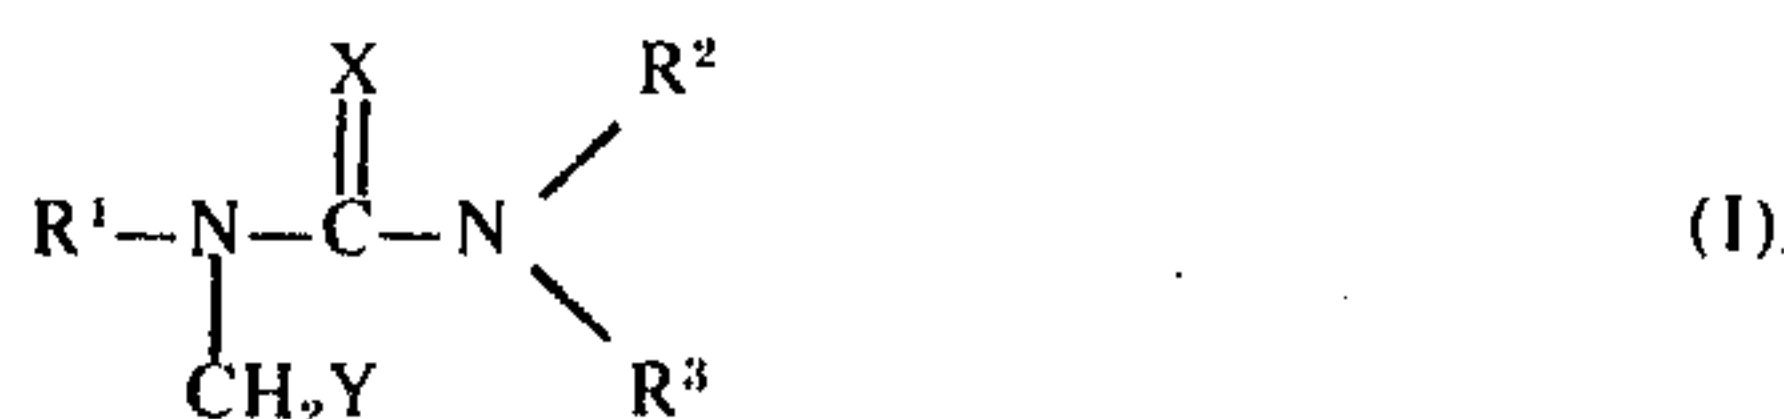 X R²
R¹—N—C—N (I),
CH₂Y R³